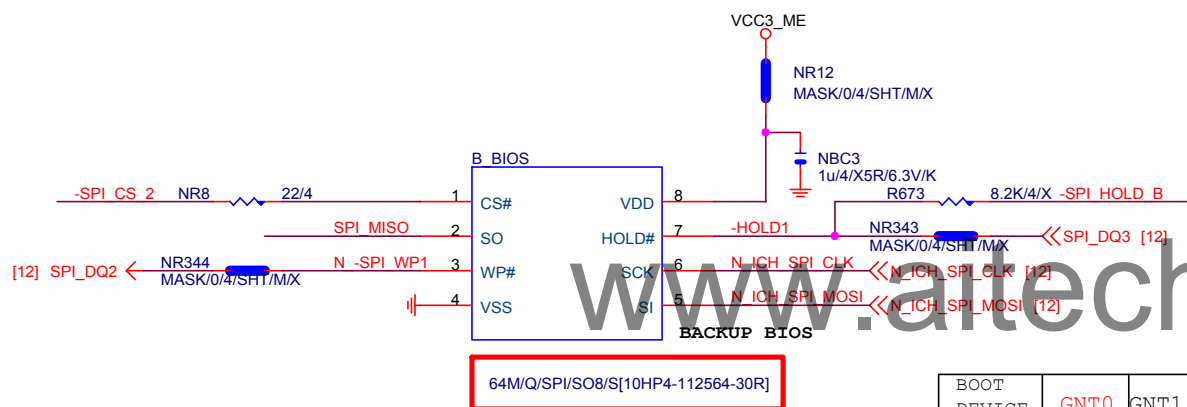 VCC3_ME
NR12
MASK/0/4/SHT/M/X
B_BIOS
NBC3
1u/4/X5R/6.3V/K
-SPI_CS_2 NR8 22/4 1 CS# VDD 8
R673 8.2K/4/X -SPI_HOLD_B
SPI_MISO 2 SO HOLD# 7 -HOLD1 NR343 SPI_DQ3 [12]
MASK/0/4/SHT/M/X
[12] SPI_DQ2 NR344 N_-SPI_WP1 3 WP# SCK 6 N_ICH_SPI_CLK N_ICH_SPI_CLK [12]
MASK/0/4/SHT/M/X
4 VSS SI 5 N_ICH_SPI_MOSI N_ICH_SPI_MOSI [12]
www.aitech
BACKUP BIOS
64M/Q/SPI/SO8/S[10HP4-112564-30R]
BOOT
DEVICE GNT0 GNT1